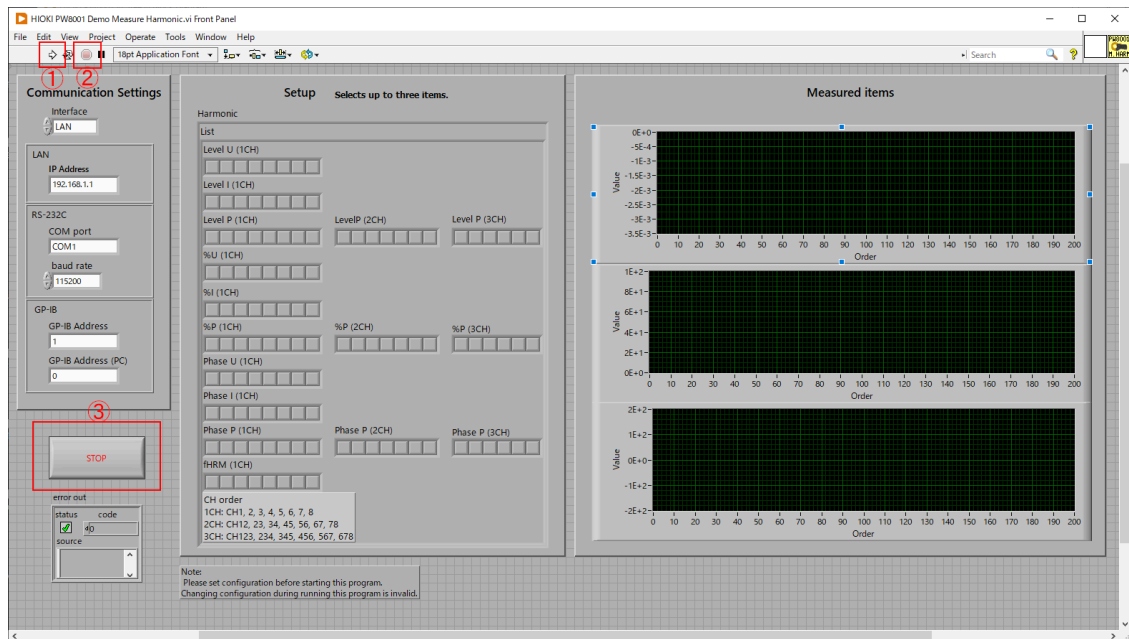 HIOKI PW8001 Demo Measure Harmonic.vi Front Panel
File Edit View Project Operate Tools Window Help
18pt Application Font
Search
PW8001
M.HAR
① ②
Communication Settings
Interface
LAN
LAN
IP Address
192.168.1.1
RS-232C
COM port
COM1
baud rate
115200
GP-IB
GP-IB Address
1
GP-IB Address (PC)
0
③
STOP
error out
status code
0
source
Setup Selects up to three items.
Harmonic
List
Level U (1CH)
Level I (1CH)
Level P (1CH) LevelP (2CH) Level P (3CH)
%U (1CH)
%I (1CH)
%P (1CH) %P (2CH) %P (3CH)
Phase U (1CH)
Phase I (1CH)
Phase P (1CH) Phase P (2CH) Phase P (3CH)
fHRM (1CH)
CH order
1CH: CH1, 2, 3, 4, 5, 6, 7, 8
2CH: CH12, 23, 34, 45, 56, 67, 78
3CH: CH123, 234, 345, 456, 567, 678
Note:
Please set configuration before starting this program.
Changing configuration during running this program is invalid.
Measured items
Value
0E+0
-5E-4
-1E-3
-1.5E-3
-2E-3
-2.5E-3
-3E-3
-3.5E-3
0 10 20 30 40 50 60 70 80 90 100 110 120 130 140 150 160 170 180 190 200
Order
Value
1E+2
8E+1
6E+1
4E+1
2E+1
0E+0
0 10 20 30 40 50 60 70 80 90 100 110 120 130 140 150 160 170 180 190 200
Order
Value
2E+2
1E+2
0E+0
-1E+2
-2E+2
0 10 20 30 40 50 60 70 80 90 100 110 120 130 140 150 160 170 180 190 200
Order